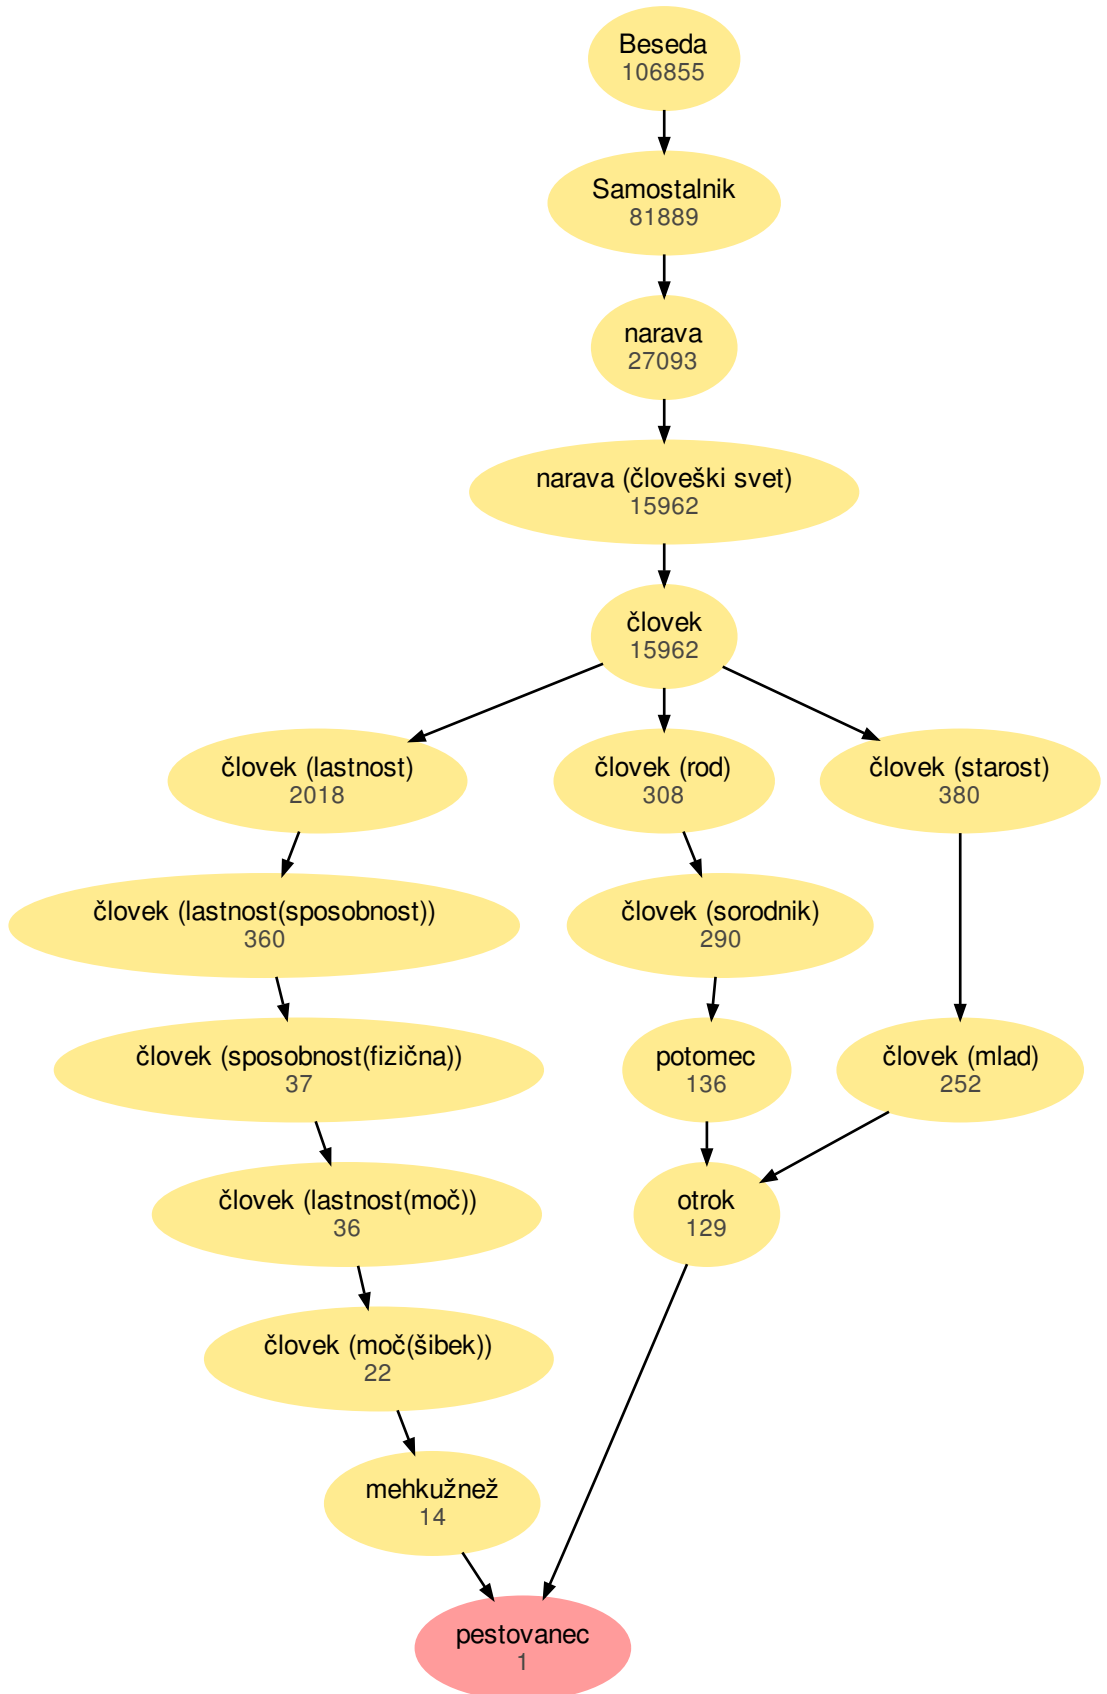 Beseda
106855
Samostalnik
81889
narava
27093
narava (človeški svet)
15962
človek
15962
človek (lastnost)
2018
človek (rod)
308
človek (starost)
380
človek (lastnost(sposobnost))
360
človek (sorodnik)
290
človek (sposobnost(fizična))
37
potomec
136
človek (mlad)
252
človek (lastnost(moč))
36
otrok
129
človek (moč(šibek))
22
mehkužnež
14
pestovanec
1